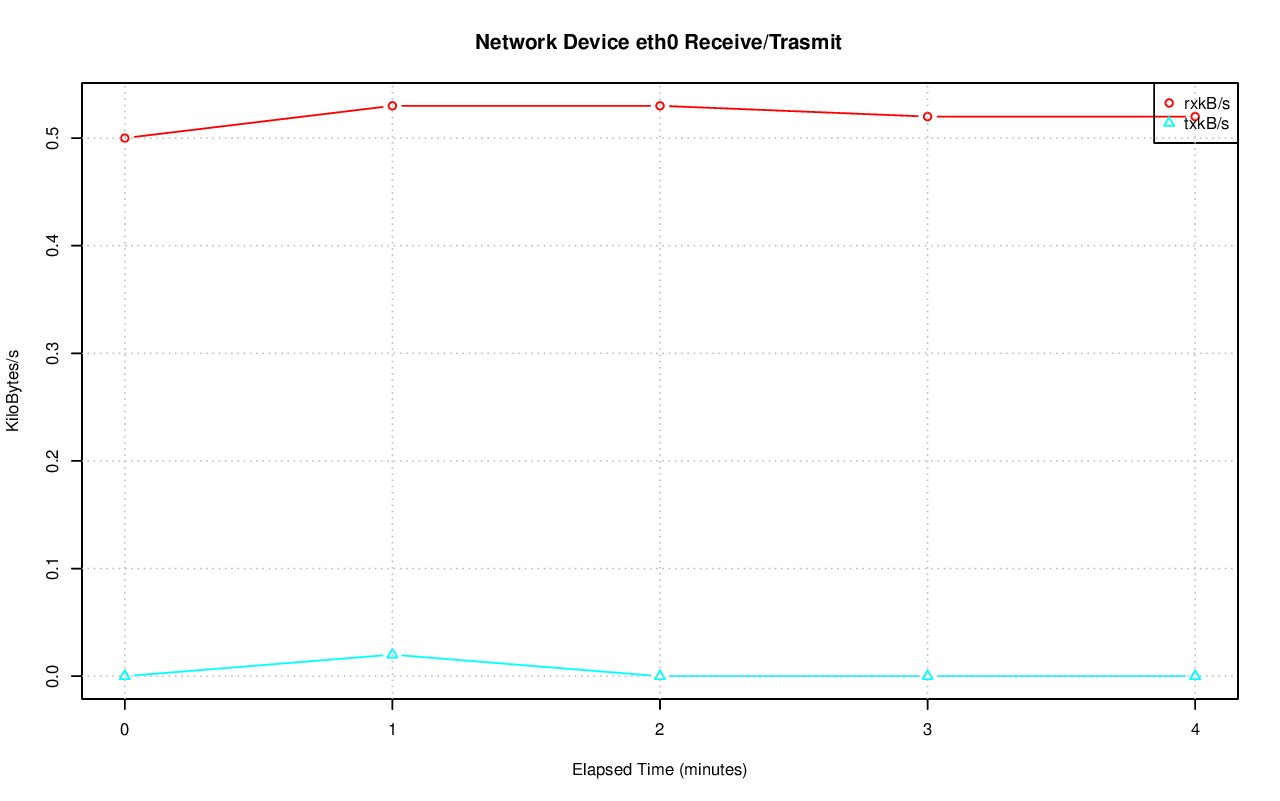 Network Device eth0 Receive/Trasmit
rxkB/s
txkB/s
0.5
0.4
0.3
0.2
0.1
0.0
KiloBytes/s
0 1 2 3 4
Elapsed Time (minutes)